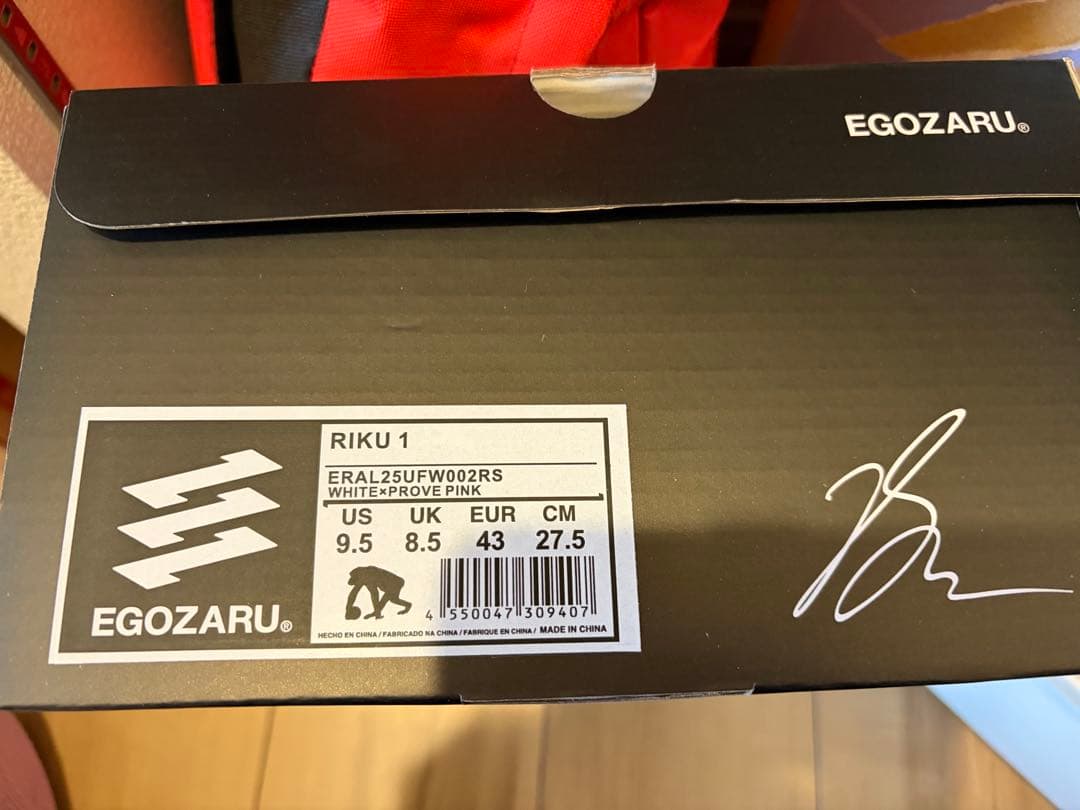 EGOZARU®
RIKU 1
ERAL25UFW002RS
WHITE×PROVE PINK
US UK EUR CM
9.5 8.5 43 27.5
4 550047 309407
HECHO EN CHINA / FABRICADO NA CHINA / FABRIQUE EN CHINA / MADE IN CHINA
EGOZARU®